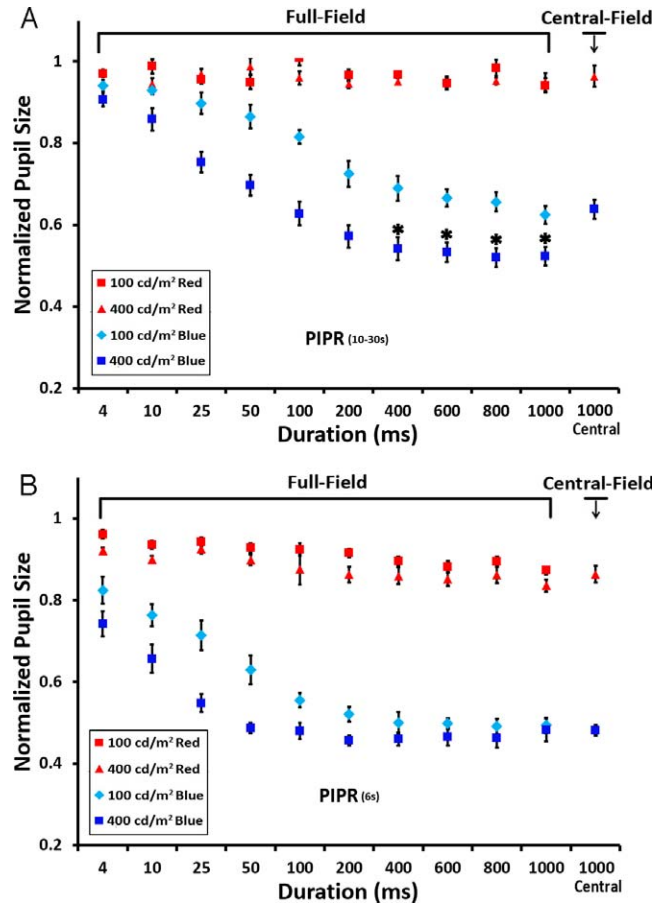 A
Full-Field
Central-Field
Normalized Pupil Size
1
0.8
0.6
0.4
0.2
* * * *
100 cd/m² Red
400 cd/m² Red
100 cd/m² Blue
400 cd/m² Blue
PIPR (10-30s)
4 10 25 50 100 200 400 600 800 1000 1000
Central
Duration (ms)
B
Full-Field
Central-Field
Normalized Pupil Size
1
0.8
0.6
0.4
0.2
100 cd/m² Red
400 cd/m² Red
100 cd/m² Blue
400 cd/m² Blue
PIPR (6s)
4 10 25 50 100 200 400 600 800 1000 1000
Central
Duration (ms)